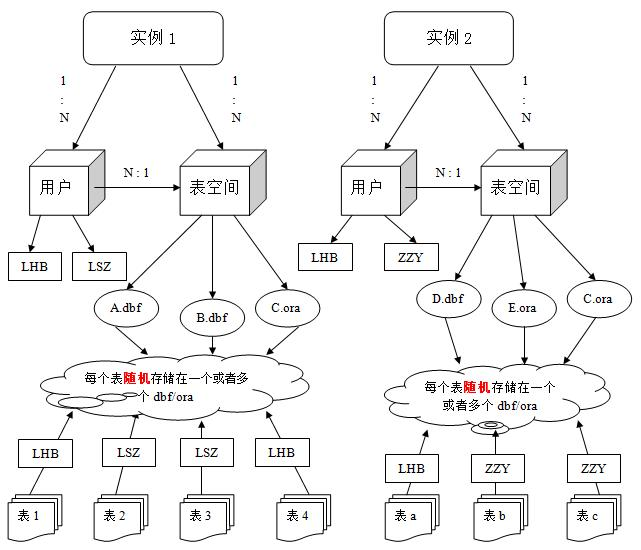 实例 1
实例 2
1
:
N
1
:
N
1
:
N
1
:
N
用户
N : 1
表空间
用户
N : 1
表空间
LHB
LSZ
LHB
ZZY
A.dbf
B.dbf
C.ora
D.dbf
E.ora
C.ora
每个表随机存储在一个或者多
个 dbf/ora
每个表随机存储在一个
或者多个 dbf/ora
LHB
LSZ
LSZ
LHB
LHB
ZZY
ZZY
表 1
表 2
表 3
表 4
表 a
表 b
表 c